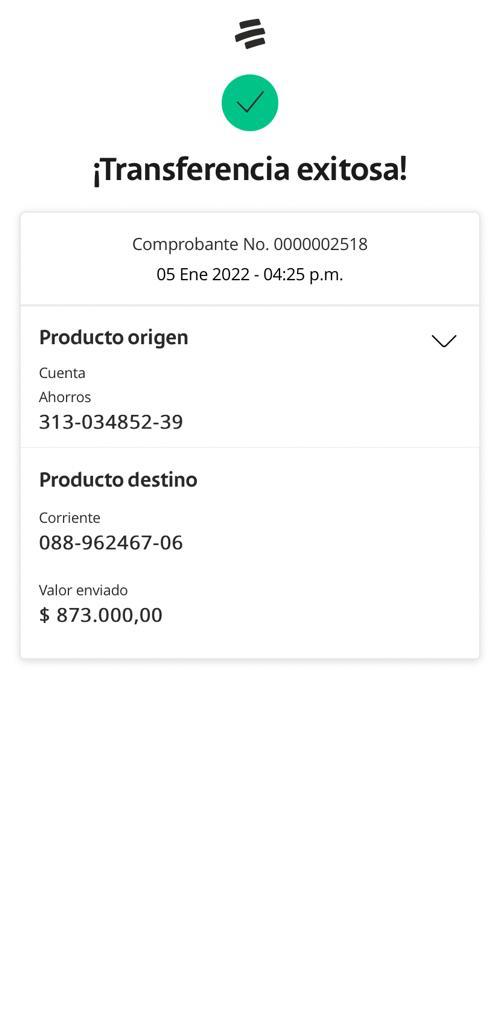 ¡Transferencia exitosa!
Comprobante No. 0000002518
05 Ene 2022 - 04:25 p.m.
Producto origen
Cuenta
Ahorros
313-034852-39
Producto destino
Corriente
088-962467-06
Valor enviado
$ 873.000,00